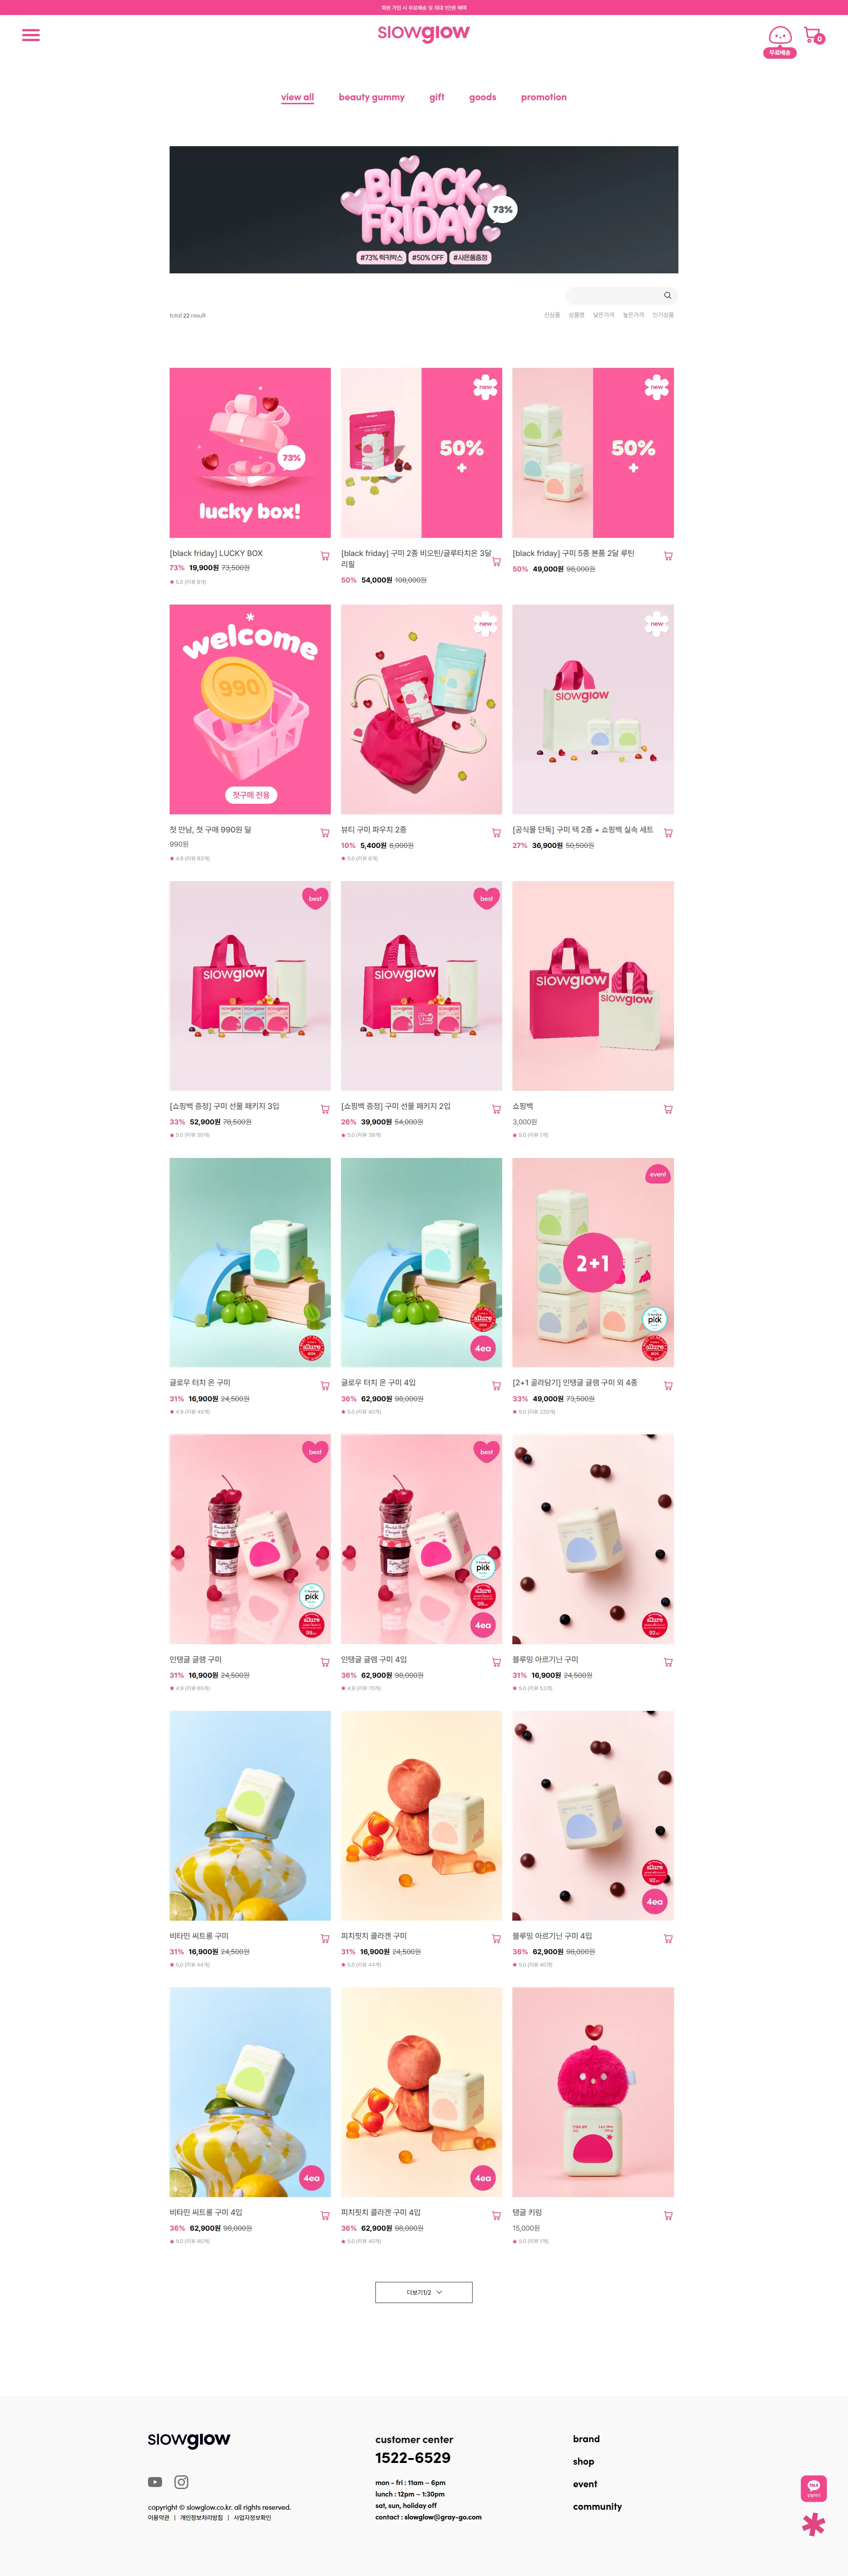 회원 가입 시 무료배송 및 최대 1만원 혜택
slowglow
무료배송
0
view all
beauty gummy
gift
goods
promotion
BLACK
FRIDAY
73%
#73% 럭키박스
#50% OFF
#사은품증정
total 22 result
신상품
상품명
낮은가격
높은가격
인기상품
73%
lucky box!
new
50%
+
new
50%
+
[black friday] LUCKY BOX
73% 19,900원 73,500원
★ 5.0 (리뷰 9개)
[black friday] 구미 2종 비오틴/글루타치온 3달
리필
50% 54,000원 108,000원
[black friday] 구미 5종 본품 2달 루틴
50% 49,000원 98,000원
welcome
990
첫구매 전용
new
slowglow
new
slowglow
첫 만남, 첫 구매 990원 딜
990원
★ 4.8 (리뷰 93개)
뷰티 구미 파우치 2종
10% 5,400원 6,000원
★ 5.0 (리뷰 6개)
[공식몰 단독] 구미 택 2종 + 쇼핑백 실속 세트
27% 36,900원 50,500원
best
slowglow
best
slowglow
slowglow
slowglow
[쇼핑백 증정] 구미 선물 패키지 3입
33% 52,900원 78,500원
★ 5.0 (리뷰 30개)
[쇼핑백 증정] 구미 선물 패키지 2입
26% 39,900원 54,000원
★ 5.0 (리뷰 38개)
쇼핑백
3,000원
★ 5.0 (리뷰 1개)
allure
allure
4ea
event
2+1
pick
allure
글로우 터치 온 구미
31% 16,900원 24,500원
★ 4.9 (리뷰 49개)
글로우 터치 온 구미 4입
36% 62,900원 98,000원
★ 5.0 (리뷰 40개)
[2+1 골라담기] 인탱글 글램 구미 외 4종
33% 49,000원 73,500원
★ 5.0 (리뷰 220개)
best
pick
allure
best
pick
allure
4ea
allure
인탱글 글램 구미
31% 16,900원 24,500원
★ 4.9 (리뷰 65개)
인탱글 글램 구미 4입
36% 62,900원 98,000원
★ 4.9 (리뷰 70개)
블루밍 아르기닌 구미
31% 16,900원 24,500원
★ 5.0 (리뷰 53개)
allure
4ea
비타민 씨트롱 구미
31% 16,900원 24,500원
★ 5.0 (리뷰 44개)
피치핏치 콜라겐 구미
31% 16,900원 24,500원
★ 5.0 (리뷰 44개)
블루밍 아르기닌 구미 4입
36% 62,900원 98,000원
★ 5.0 (리뷰 40개)
4ea
4ea
비타민 씨트롱 구미 4입
36% 62,900원 98,000원
★ 5.0 (리뷰 40개)
피치핏치 콜라겐 구미 4입
36% 62,900원 98,000원
★ 5.0 (리뷰 40개)
탱글 키링
15,000원
★ 5.0 (리뷰 1개)
더보기1/2
slowglow
copyright © slowglow.co.kr. all rights reserved.
이용약관 | 개인정보처리방침 | 사업자정보확인
customer center
1522-6529
mon - fri : 11am ~ 6pm
lunch : 12pm ~ 1:30pm
sat, sun, holiday off
contact : slowglow@gray-go.com
brand
shop
event
community
TALK
상담하기